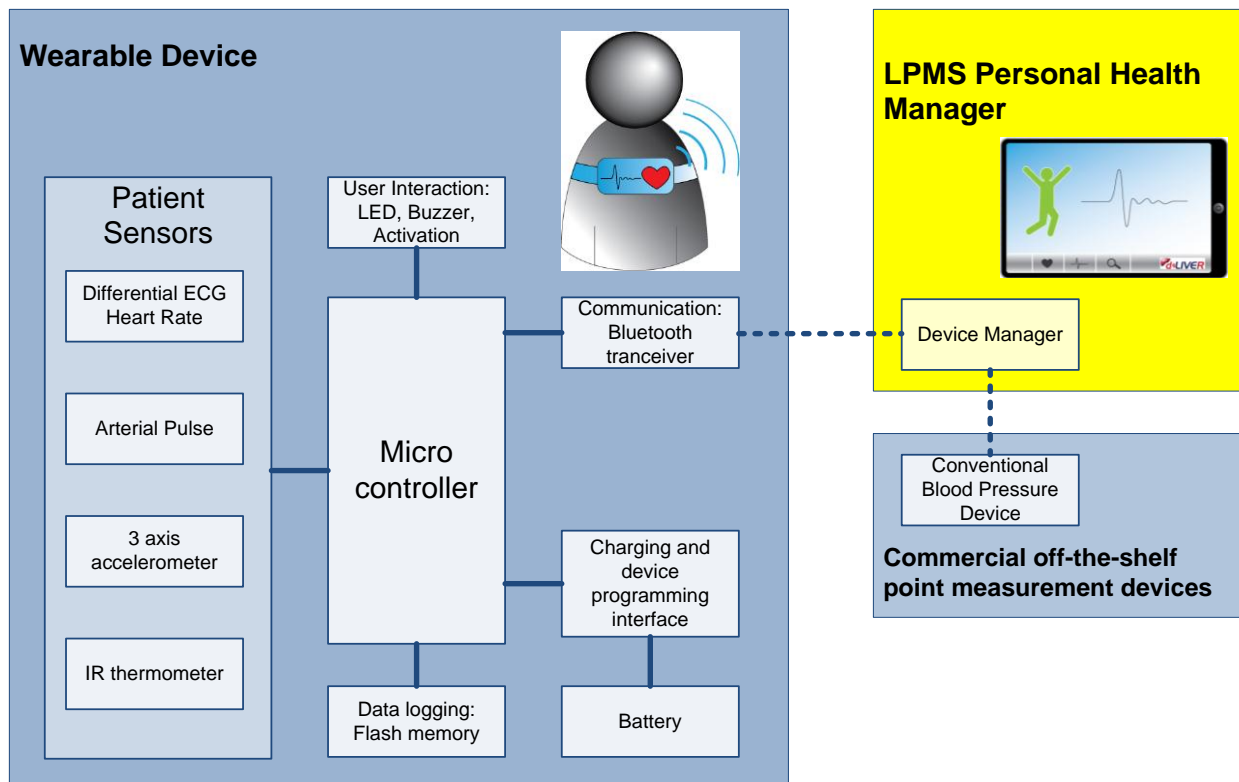 Wearable Device
Patient
Sensors
Differential ECG
Heart Rate
Arterial Pulse
3 axis
accelerometer
IR thermometer
User Interaction:
LED, Buzzer,
Activation
Micro
controller
Data logging:
Flash memory
Communication:
Bluetooth
tranceiver
Charging and
device
programming
interface
Battery
LPMS Personal Health
Manager
d-LIVER
Device Manager
Conventional
Blood Pressure
Device
Commercial off-the-shelf
point measurement devices